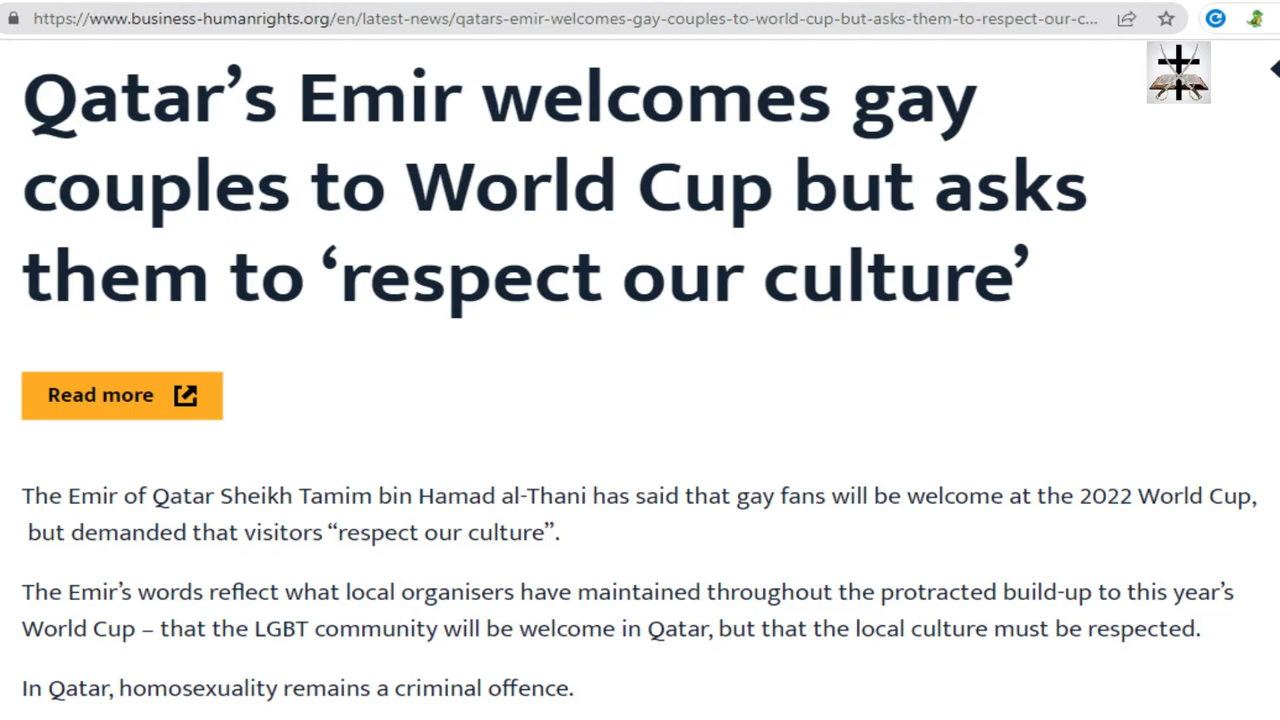 https://www.business-humanrights.org/en/latest-news/qatars-emir-welcomes-gay-couples-to-world-cup-but-asks-them-to-respect-our-c...
Qatar’s Emir welcomes gay
couples to World Cup but asks
them to ‘respect our culture’
Read more
The Emir of Qatar Sheikh Tamim bin Hamad al-Thani has said that gay fans will be welcome at the 2022 World Cup,
but demanded that visitors “respect our culture”.
The Emir’s words reflect what local organisers have maintained throughout the protracted build-up to this year’s
World Cup – that the LGBT community will be welcome in Qatar, but that the local culture must be respected.
In Qatar, homosexuality remains a criminal offence.